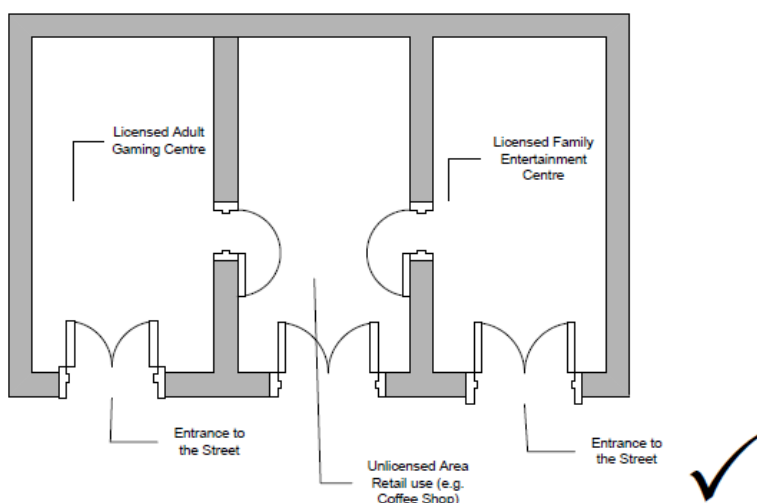 Licensed Adult
Gaming Centre
Licensed Family
Entertainment
Centre
Entrance to
the Street
Unlicensed Area
Retail use (e.g.
Coffee Shop)
Entrance to
the Street